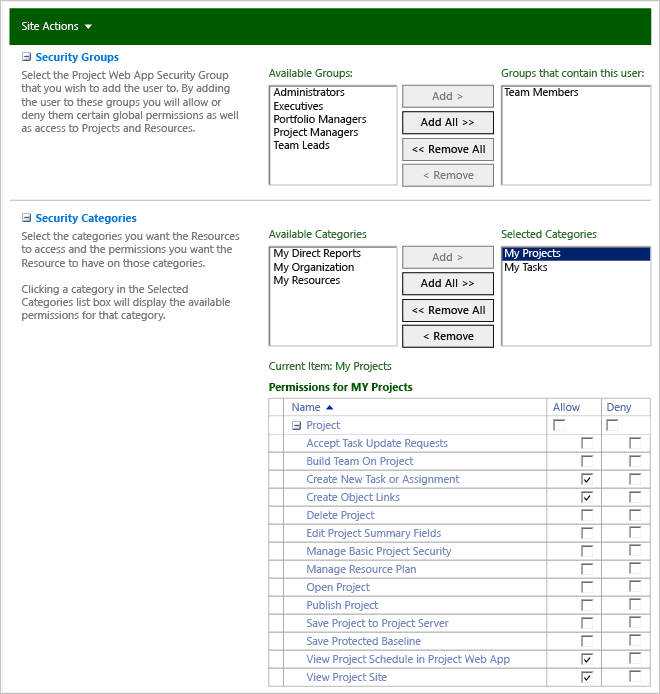 Site Actions
Security Groups
Select the Project Web App Security Group
that you wish to add the user to. By adding
the user to these groups you will allow or
deny them certain global permissions as well
as access to Projects and Resources.
Available Groups:
Administrators
Executives
Portfolio Managers
Project Managers
Team Leads
Add >
Add All >>
<< Remove All
< Remove
Groups that contain this user:
Team Members
Security Categories
Select the categories you want the Resources
to access and the permissions you want the
Resource to have on those categories.
Clicking a category in the Selected
Categories list box will display the available
permissions for that category.
Available Categories
My Direct Reports
My Organization
My Resources
Add >
Add All >>
<< Remove All
< Remove
Selected Categories
My Projects
My Tasks
Current Item: My Projects
Permissions for MY Projects
Name Allow Deny
Project
Accept Task Update Requests
Build Team On Project
Create New Task or Assignment
Create Object Links
Delete Project
Edit Project Summary Fields
Manage Basic Project Security
Manage Resource Plan
Open Project
Publish Project
Save Project to Project Server
Save Protected Baseline
View Project Schedule in Project Web App
View Project Site